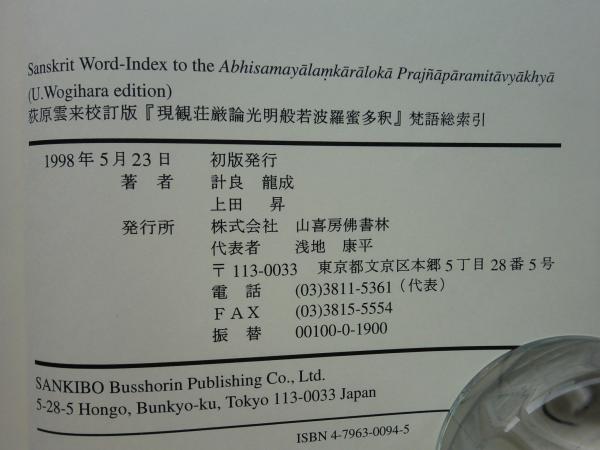 Sanskrit Word-Index to the Abhisamayālaṃkārālokā Prajñāpāramitāvyākhyā
(U.Wogihara edition)
荻原雲来校訂版『現観荘厳論光明般若波羅蜜多釈』梵語総索引
1998年5月23日 初版発行
著者 計良 龍成
上田 昇
発行所 株式会社 山喜房佛書林
代表者 浅地 康平
〒113-0033 東京都文京区本郷5丁目28番5号
電話 (03)3811-5361(代表)
FAX (03)3815-5554
振替 00100-0-1900
SANKIBO Busshorin Publishing Co., Ltd.
5-28-5 Hongo, Bunkyo-ku, Tokyo 113-0033 Japan
ISBN 4-7963-0094-5